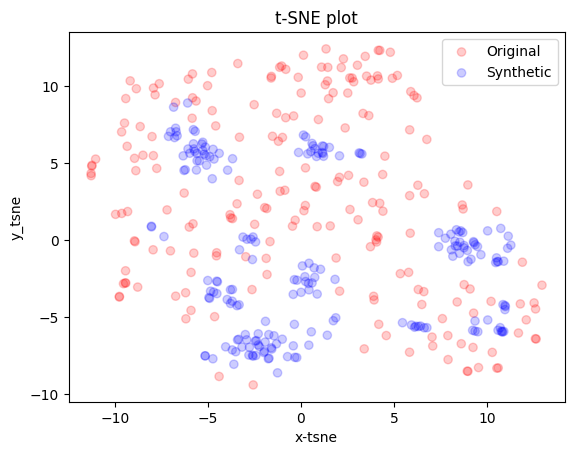 t-SNE plot
Original
Synthetic
10
5
0
−5
−10
y_tsne
−10 −5 0 5 10
x-tsne